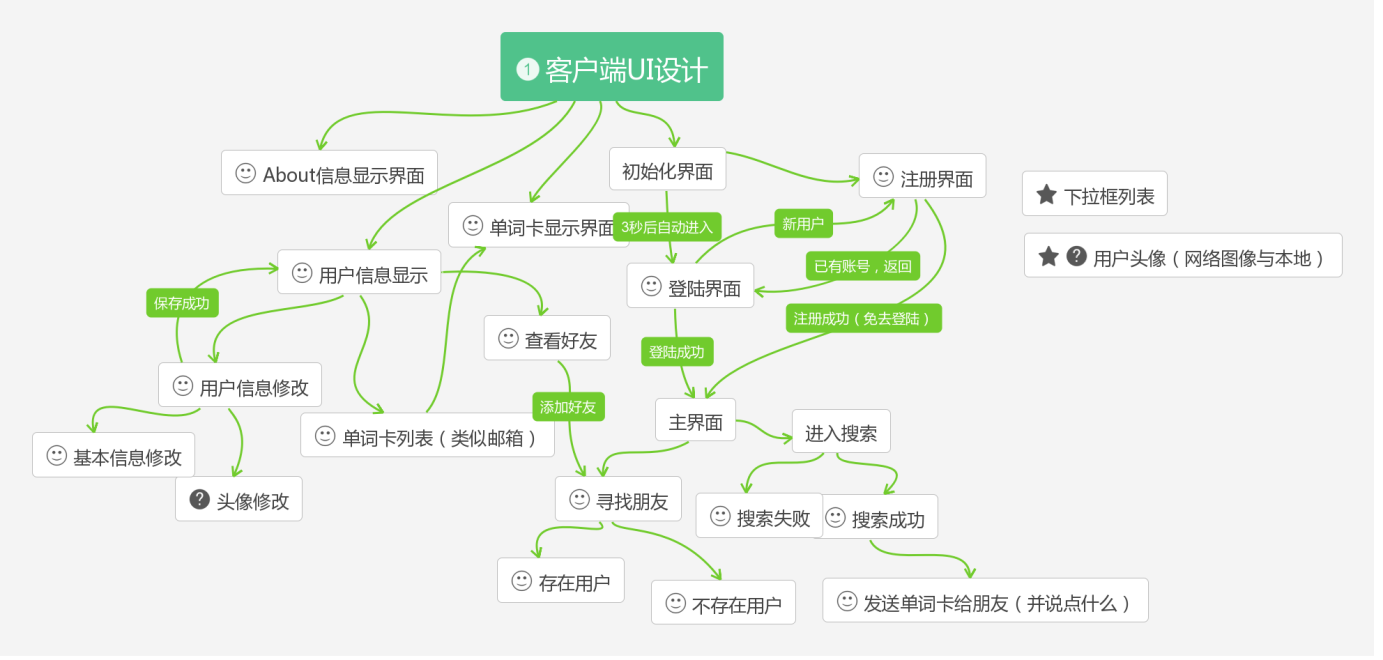 1 客户端UI设计
About信息显示界面
初始化界面
注册界面
下拉框列表
单词卡显示界面
3秒后自动进入
新用户
用户头像（网络图像与本地）
用户信息显示
已有账号，返回
登陆界面
保存成功
注册成功（免去登陆）
查看好友
登陆成功
用户信息修改
添加好友
主界面
进入搜索
单词卡列表（类似邮箱）
基本信息修改
头像修改
寻找朋友
搜索失败
搜索成功
存在用户
不存在用户
发送单词卡给朋友（并说点什么）